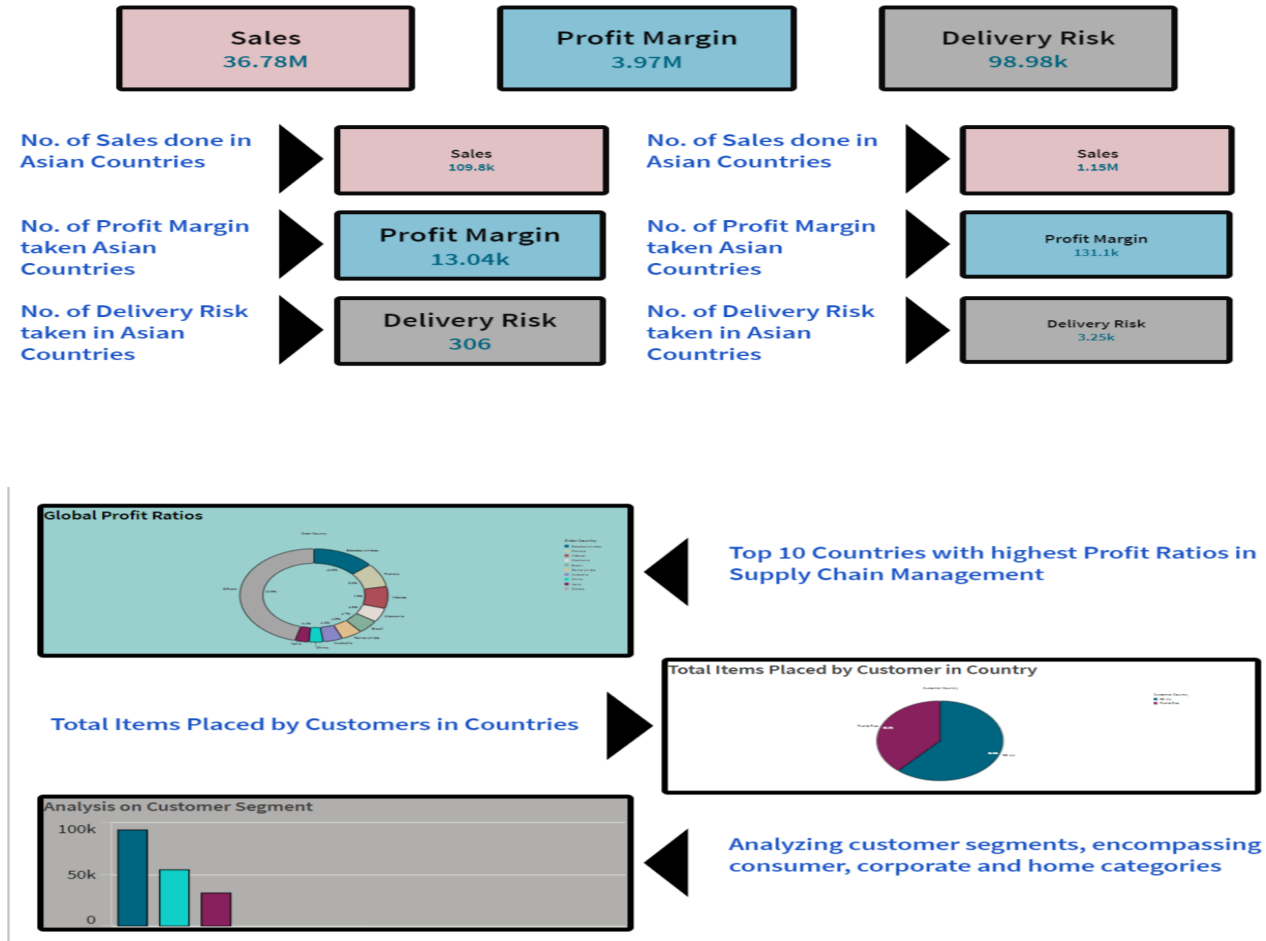 Sales
36.78M
Profit Margin
3.97M
Delivery Risk
98.98k
No. of Sales done in
Asian Countries
Sales
109.8k
No. of Sales done in
Asian Countries
Sales
1.15M
No. of Profit Margin
taken Asian
Countries
Profit Margin
13.04k
No. of Profit Margin
taken Asian
Countries
Profit Margin
131.1k
No. of Delivery Risk
taken in Asian
Countries
Delivery Risk
306
No. of Delivery Risk
taken in Asian
Countries
Delivery Risk
3.25k
Global Profit Ratios
Top 10 Countries with highest Profit Ratios in
Supply Chain Management
Total Items Placed by Customers in Countries
Total Items Placed by Customer in Country
Customer Country
Analysis on Customer Segment
100k
50k
0
Analyzing customer segments, encompassing
consumer, corporate and home categories